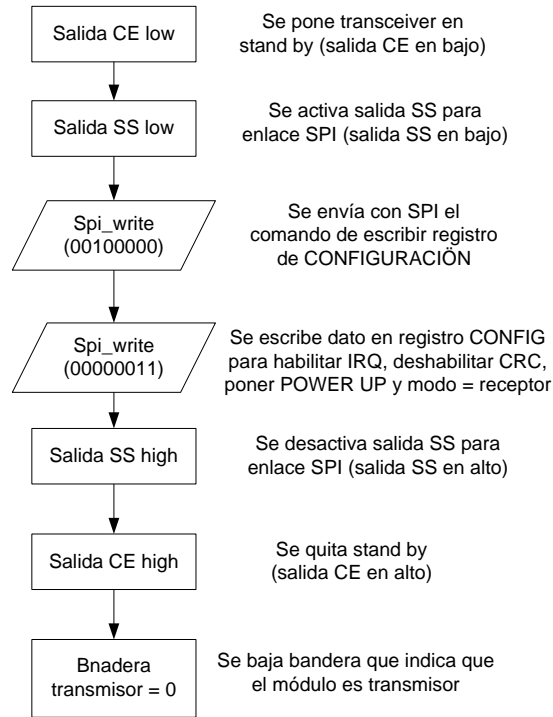 Salida CE low
Se pone transceiver en
stand by (salida CE en bajo)
Salida SS low
Se activa salida SS para
enlace SPI (salida SS en bajo)
Spi_write
(00100000)
Se envía con SPI el
comando de escribir registro
de CONFIGURACIÖN
Spi_write
(00000011)
Se escribe dato en registro CONFIG
para habilitar IRQ, deshabilitar CRC,
poner POWER UP y modo = receptor
Salida SS high
Se desactiva salida SS para
enlace SPI (salida SS en alto)
Salida CE high
Se quita stand by
(salida CE en alto)
Bnadera
transmisor = 0
Se baja bandera que indica que
el módulo es transmisor